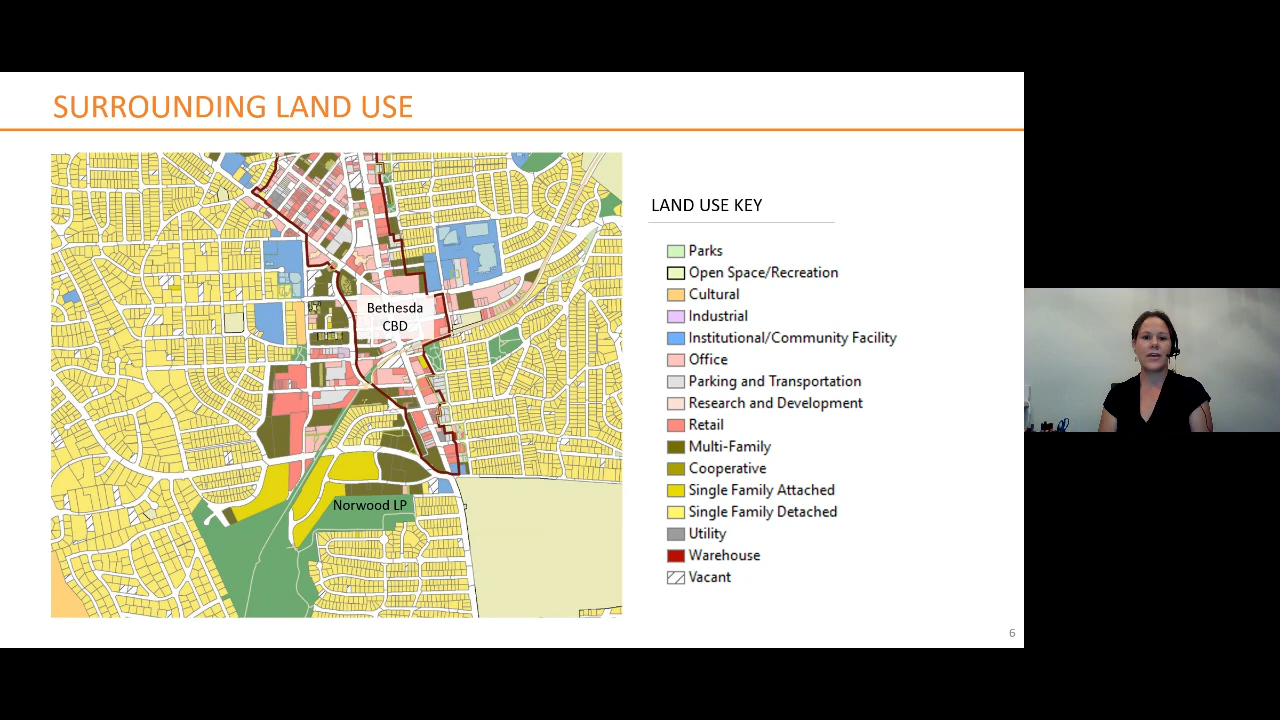 SURROUNDING LAND USE
Bethesda
CBD
Norwood LP
LAND USE KEY
Parks
Open Space/Recreation
Cultural
Industrial
Institutional/Community Facility
Office
Parking and Transportation
Research and Development
Retail
Multi-Family
Cooperative
Single Family Attached
Single Family Detached
Utility
Warehouse
Vacant
6